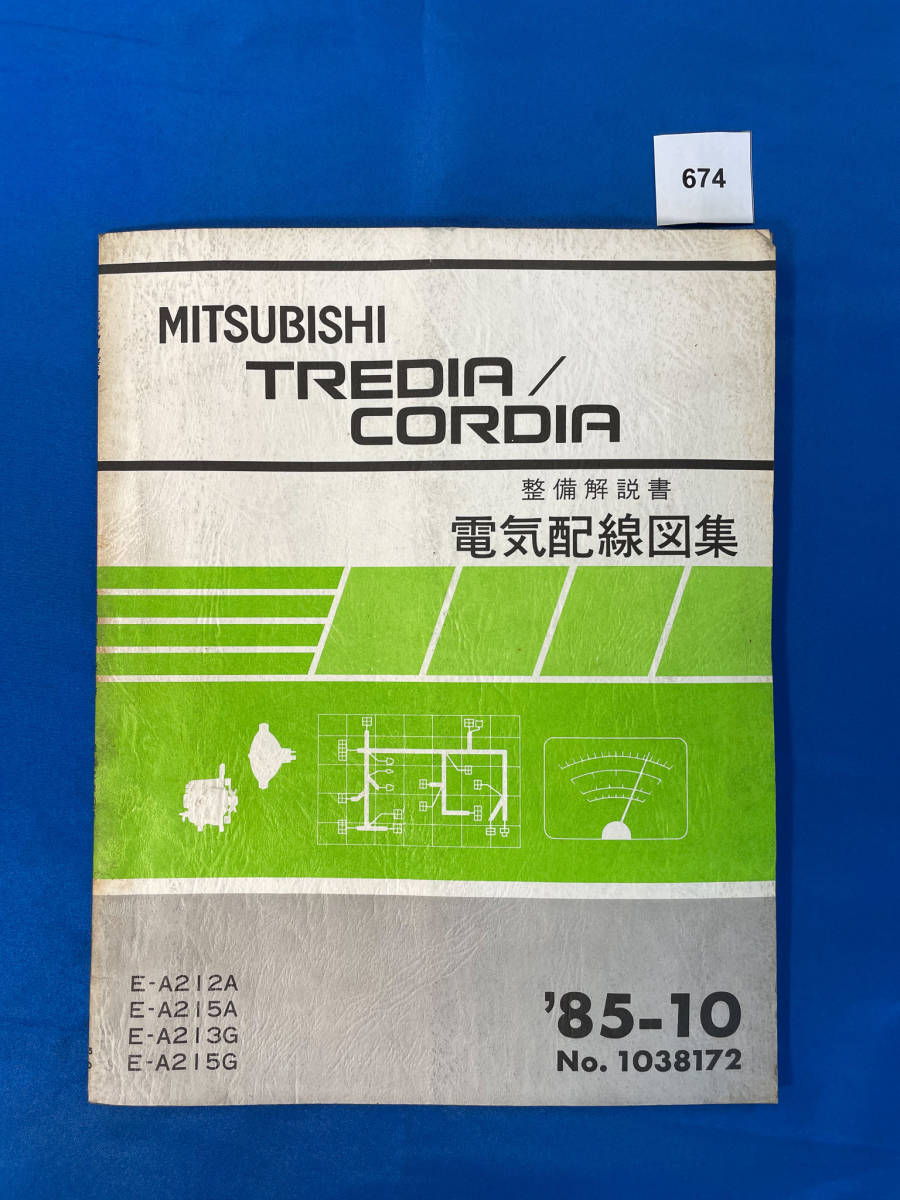 674
MITSUBISHI
TREDIA /
CORDIA
整備解説書
電気配線図集
E-A212A
E-A215A
E-A213G
E-A215G
'85-10
No. 1038172